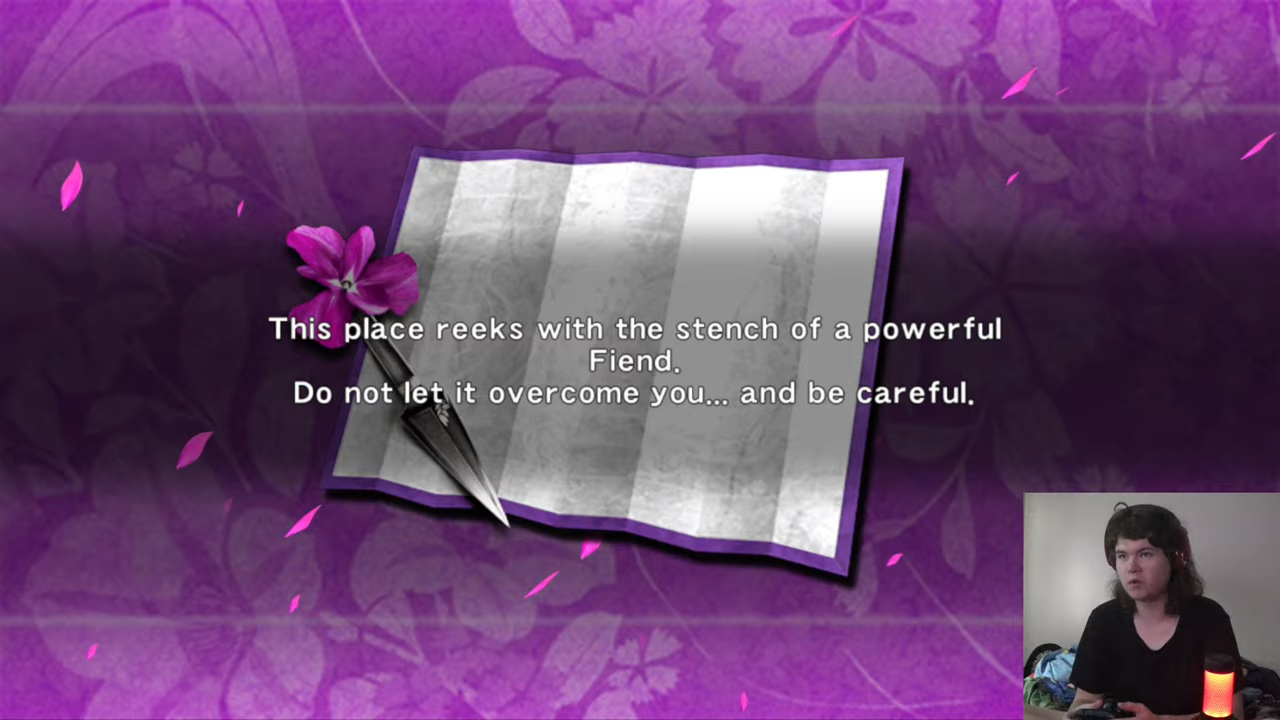 This place reeks with the stench of a powerful
Fiend.
Do not let it overcome you... and be careful.